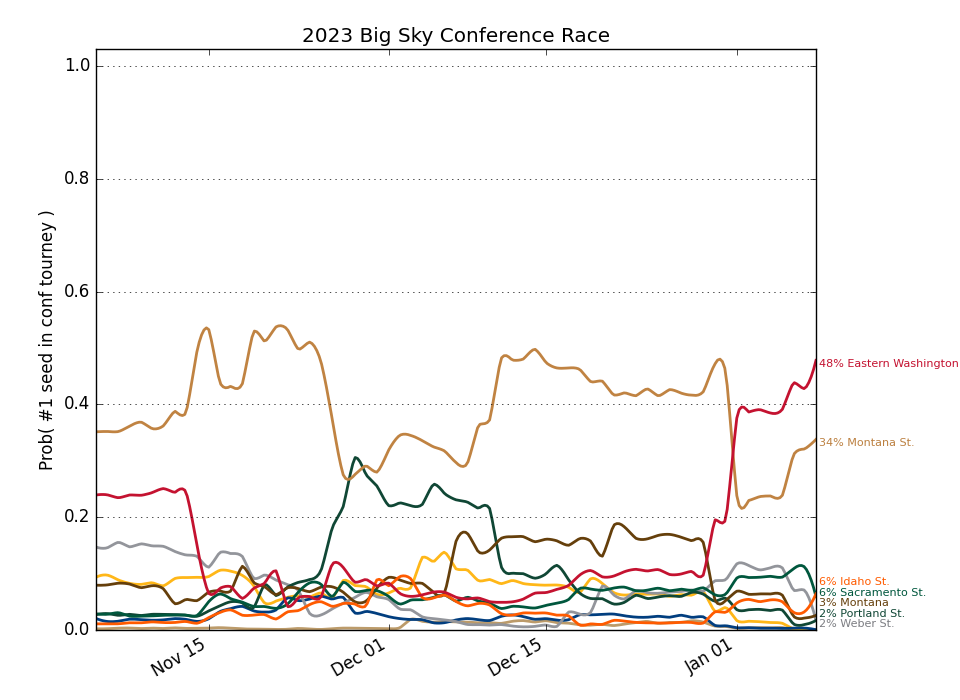 2023 Big Sky Conference Race
Prob( #1 seed in conf tourney )
1.0
0.8
0.6
0.4
0.2
0.0
Nov 15
Dec 01
Dec 15
Jan 01
48% Eastern Washington
34% Montana St.
8% Idaho St.
6% Sacramento St.
3% Montana
2% Portland St.
2% Weber St.